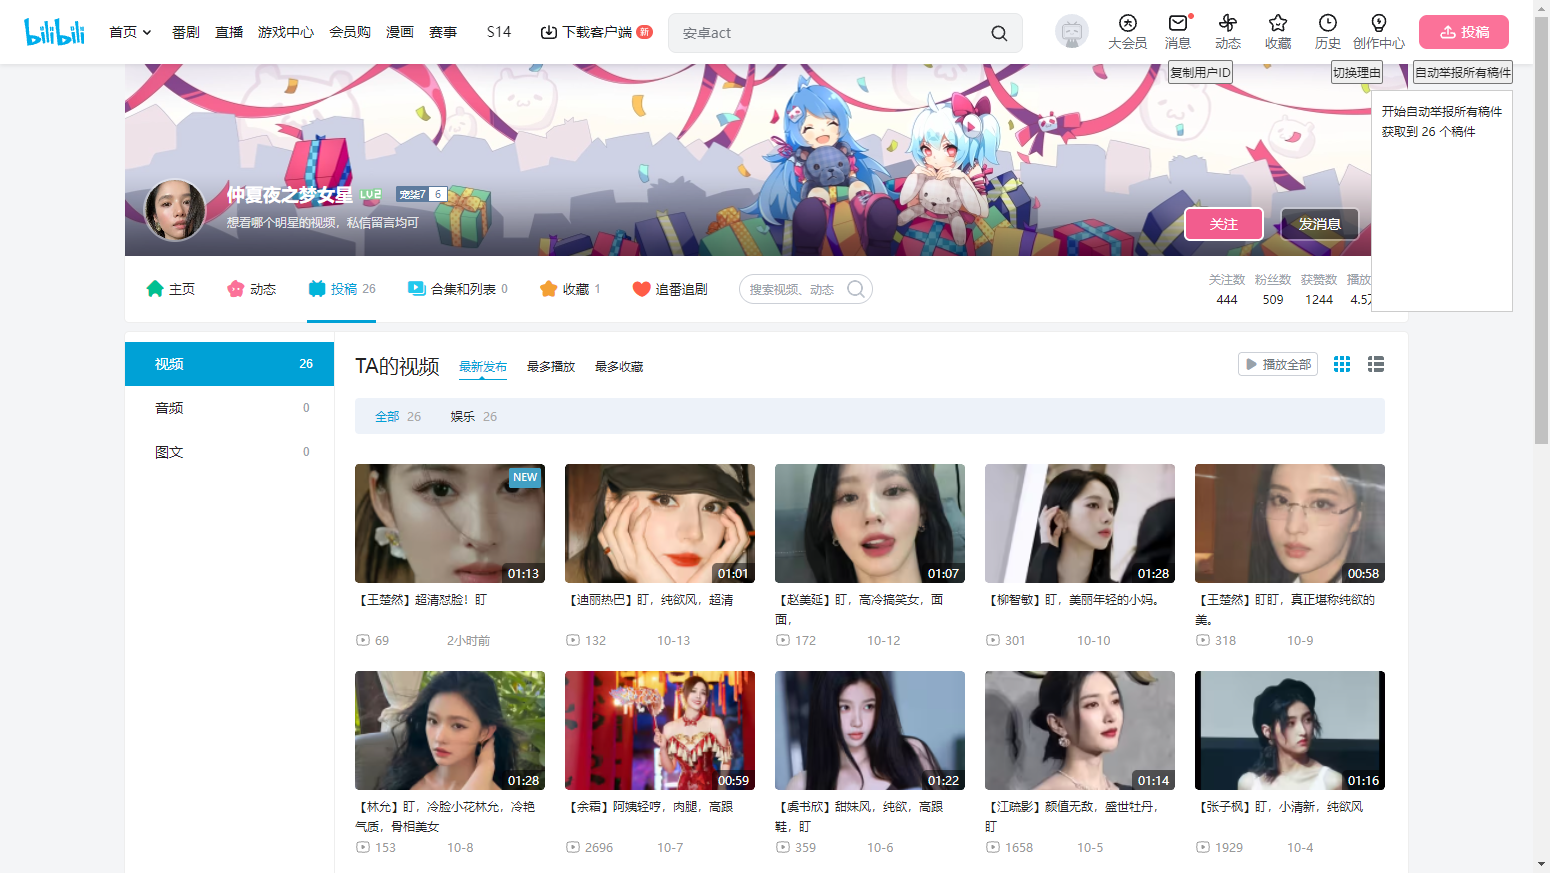 bilibili
首页 番剧 直播 游戏中心 会员购 漫画 赛事 S14 下载客户端 新
安卓act
大会员 消息 动态 收藏 历史 创作中心 投稿
复制用户ID 切换理由 自动举报所有稿件
开始自动举报所有稿件
获取到 26 个稿件
仲夏夜之梦女星 LV2 宠柒7 6
想看哪个明星的视频，私信留言均可
关注 发消息
主页 动态 投稿 26 合集和列表 0 收藏 1 追番追剧 搜索视频、动态
关注数 粉丝数 获赞数 播放
444 509 1244 4.5万
视频 26
音频 0
图文 0
TA的视频 最新发布 最多播放 最多收藏 播放全部
全部 26 娱乐 26
NEW
01:13 01:01 01:07 01:28 00:58
【王楚然】超清怼脸！盯
69 2小时前
【迪丽热巴】盯，纯欲风，超清
132 10-13
【赵美延】盯，高冷搞笑女，面
面，
172 10-12
【柳智敏】盯，美丽年轻的小妈。
301 10-10
【王楚然】盯盯，真正堪称纯欲的
美。
318 10-9
01:28 00:59 01:22 01:14 01:16
【林允】盯，冷脸小花林允，冷艳
气质，骨相美女
153 10-8
【余霜】阿姨轻哼，肉腿，高跟
2696 10-7
【虞书欣】甜妹风，纯欲，高跟
鞋，盯
359 10-6
【江疏影】颜值无敌，盛世牡丹，
盯
1658 10-5
【张子枫】盯，小清新，纯欲风
1929 10-4